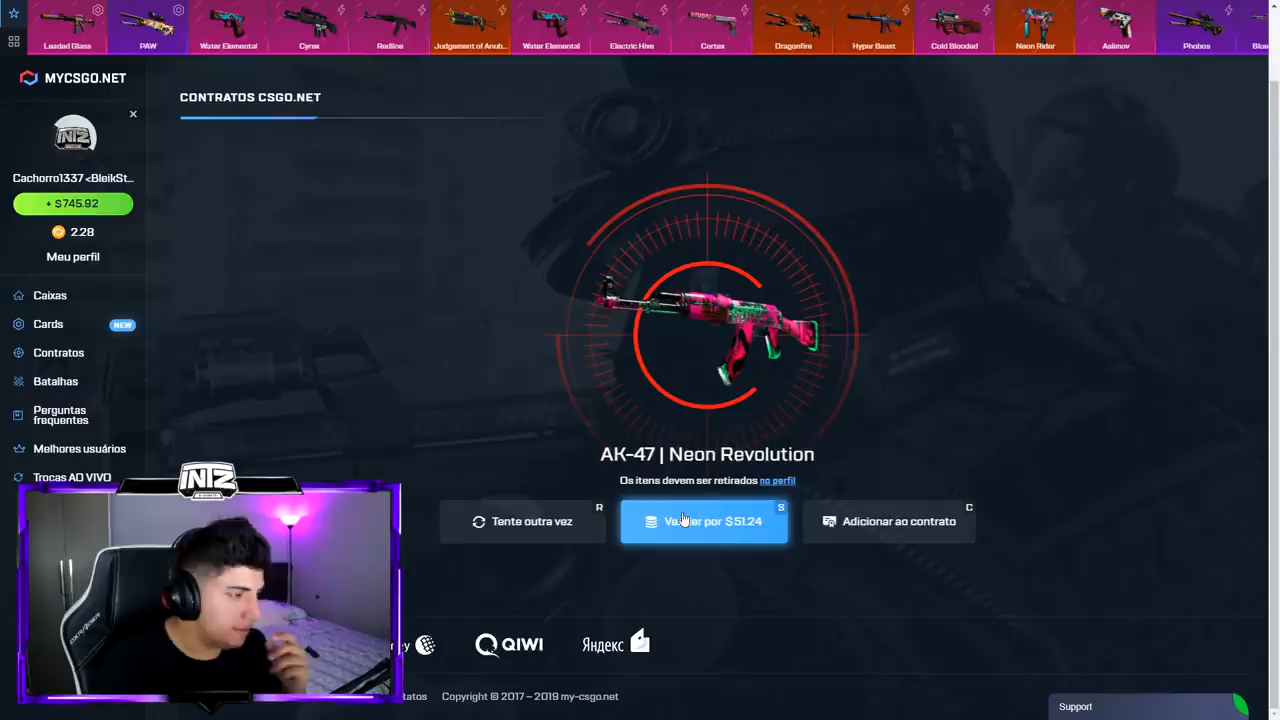 Loaded Glass
PAW
Water Elemental
Cyrex
Redline
Judgement of Anub...
Water Elemental
Electric Hive
Cortex
Dragonfire
Hyper Beast
Cold Blooded
Neon Rider
Asiimov
Phobos
MYCSGO.NET
CONTRATOS CSGO.NET
INTZ
Cachorro1337 <BleikSt...
+ $745.92
2.28
Meu perfil
Caixas
Cards NEW
Contratos
Batalhas
Perguntas
frequentes
Melhores usuários
Trocas AO VIVO
INTZ
AK-47 | Neon Revolution
Os itens devem ser retirados no perfil
Tente outra vez R
por $51.24 S
Adicionar ao contrato C
DXRACER
QIWI
Яндекс
Copyright © 2017 – 2019 my-csgo.net
Support